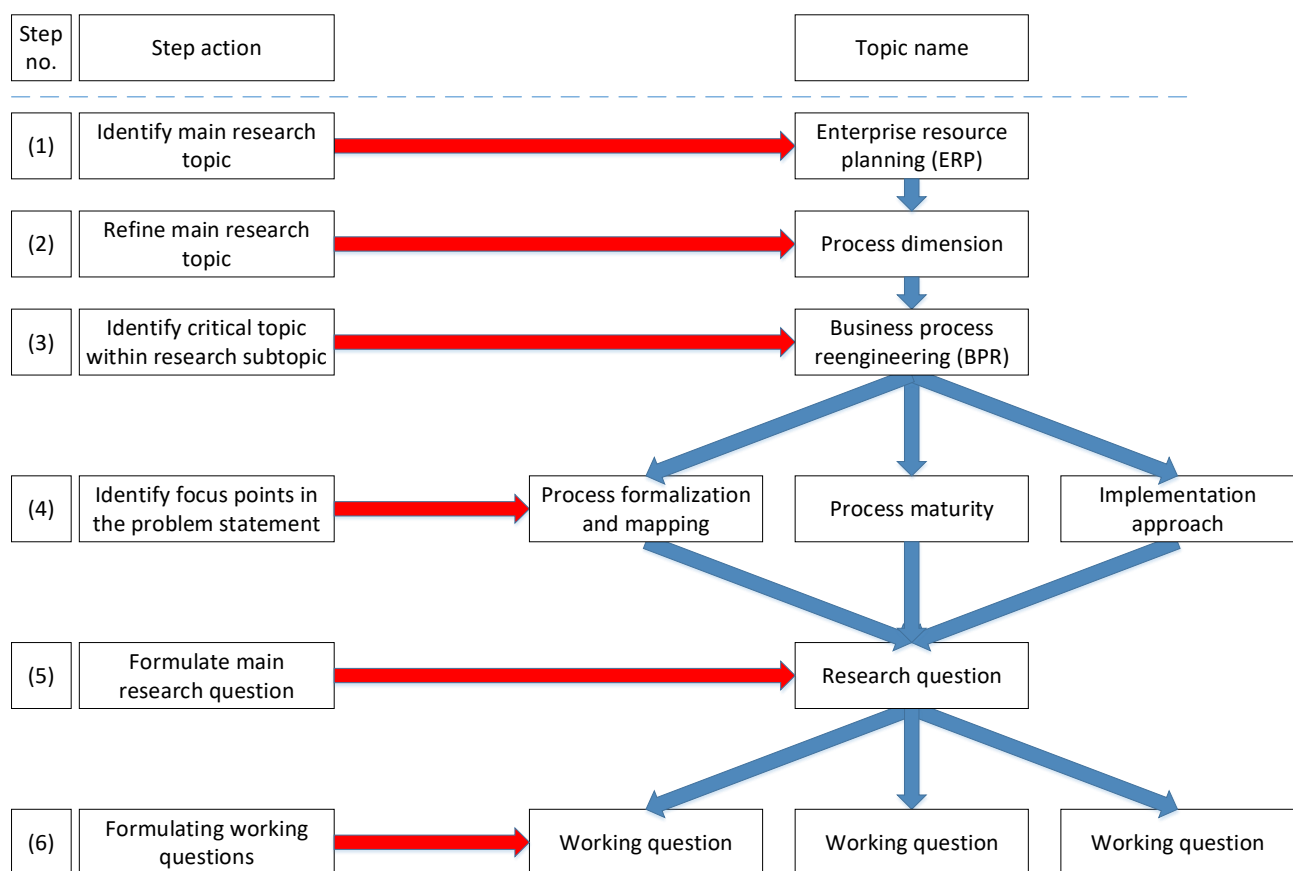 Step
no.
Step action
Topic name
(1)
Identify main research
topic
Enterprise resource
planning (ERP)
(2)
Refine main research
topic
Process dimension
(3)
Identify critical topic
within research subtopic
Business process
reengineering (BPR)
(4)
Identify focus points in
the problem statement
Process formalization
and mapping
Process maturity
Implementation
approach
(5)
Formulate main
research question
Research question
(6)
Formulating working
questions
Working question
Working question
Working question